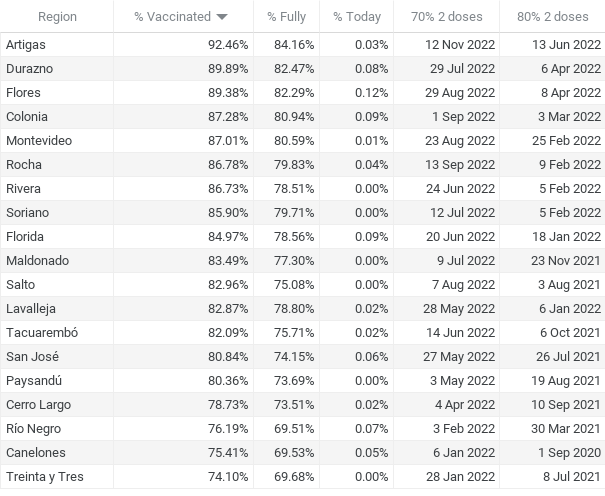 Region % Vaccinated % Fully % Today 70% 2 doses 80% 2 doses
Artigas 92.46% 84.16% 0.03% 12 Nov 2022 13 Jun 2022
Durazno 89.89% 82.47% 0.08% 29 Jul 2022 6 Apr 2022
Flores 89.38% 82.29% 0.12% 29 Aug 2022 8 Apr 2022
Colonia 87.28% 80.94% 0.09% 1 Sep 2022 3 Mar 2022
Montevideo 87.01% 80.59% 0.01% 23 Aug 2022 25 Feb 2022
Rocha 86.78% 79.83% 0.04% 13 Sep 2022 9 Feb 2022
Rivera 86.73% 78.51% 0.00% 24 Jun 2022 5 Feb 2022
Soriano 85.90% 79.71% 0.00% 12 Jul 2022 5 Feb 2022
Florida 84.97% 78.56% 0.09% 20 Jun 2022 18 Jan 2022
Maldonado 83.49% 77.30% 0.00% 9 Jul 2022 23 Nov 2021
Salto 82.96% 75.08% 0.00% 7 Aug 2022 3 Aug 2021
Lavalleja 82.87% 78.80% 0.02% 28 May 2022 6 Jan 2022
Tacuarembó 82.09% 75.71% 0.02% 14 Jun 2022 6 Oct 2021
San José 80.84% 74.15% 0.06% 27 May 2022 26 Jul 2021
Paysandú 80.36% 73.69% 0.00% 3 May 2022 19 Aug 2021
Cerro Largo 78.73% 73.51% 0.02% 4 Apr 2022 10 Sep 2021
Río Negro 76.19% 69.51% 0.07% 3 Feb 2022 30 Mar 2021
Canelones 75.41% 69.53% 0.05% 6 Jan 2022 1 Sep 2020
Treinta y Tres 74.10% 69.68% 0.00% 28 Jan 2022 8 Jul 2021